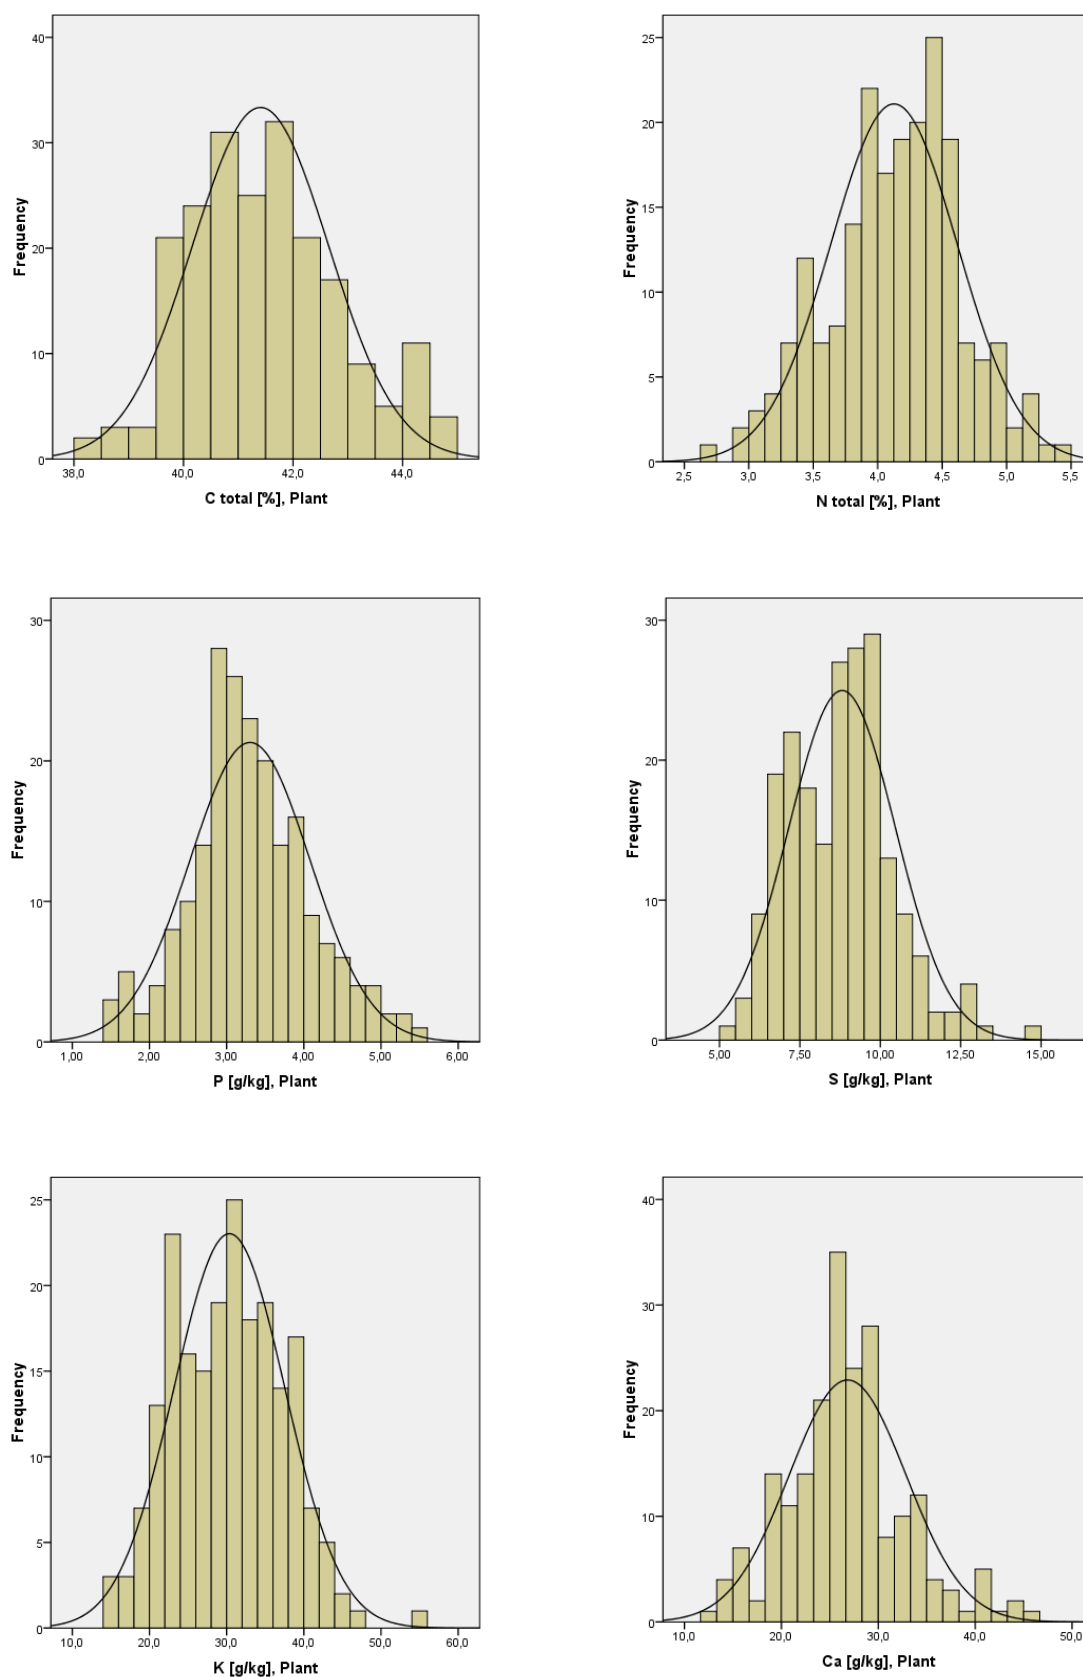 40
30
20
10
0
Frequency
38,0 40,0 42,0 44,0
C total [%], Plant
25
20
15
10
5
0
Frequency
2,5 3,0 3,5 4,0 4,5 5,0 5,5
N total [%], Plant
30
20
10
0
Frequency
1,00 2,00 3,00 4,00 5,00 6,00
P [g/kg], Plant
30
20
10
0
Frequency
5,00 7,50 10,00 12,50 15,00
S [g/kg], Plant
25
20
15
10
5
0
Frequency
10,0 20,0 30,0 40,0 50,0 60,0
K [g/kg], Plant
40
30
20
10
0
Frequency
10,0 20,0 30,0 40,0 50,0
Ca [g/kg], Plant